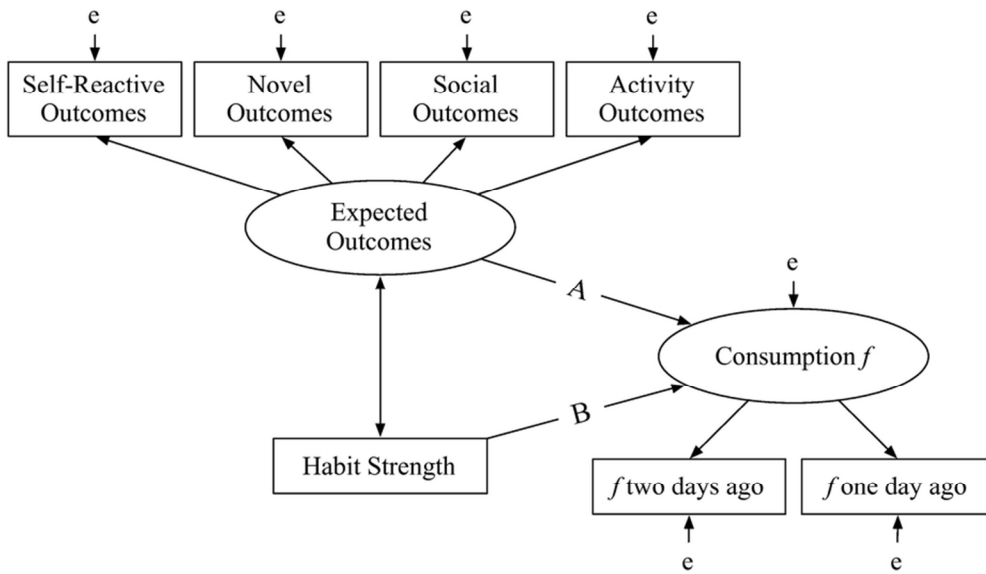 e
e
e
e
Self-Reactive
Outcomes
Novel
Outcomes
Social
Outcomes
Activity
Outcomes
Expected
Outcomes
A
e
Consumption f
B
Habit Strength
f two days ago
f one day ago
e
e